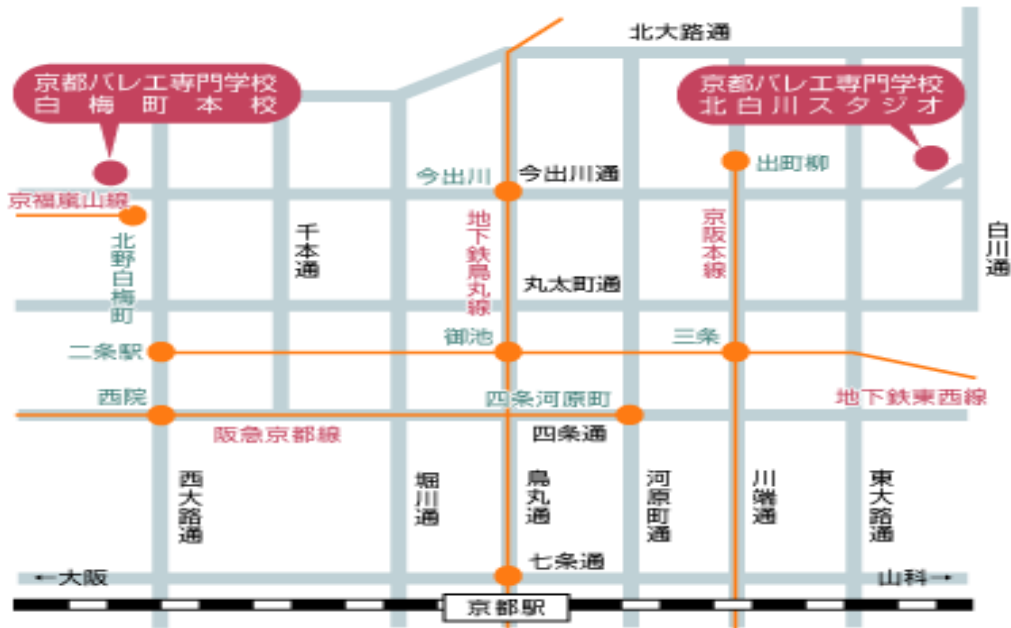 北大路通
京都バレエ専門学校
白梅町本校
京都バレエ専門学校
北白川スタジオ
今出川
今出川通
出町柳
京福嵐山線
北野白梅町
千本通
地下鉄烏丸線
京阪本線
白川通
丸太町通
二条駅
御池
三条
西院
四条河原町
地下鉄東西線
阪急京都線
四条通
西大路通
堀川通
烏丸通
河原町通
川端通
東大路通
七条通
←大阪
山科→
京都駅